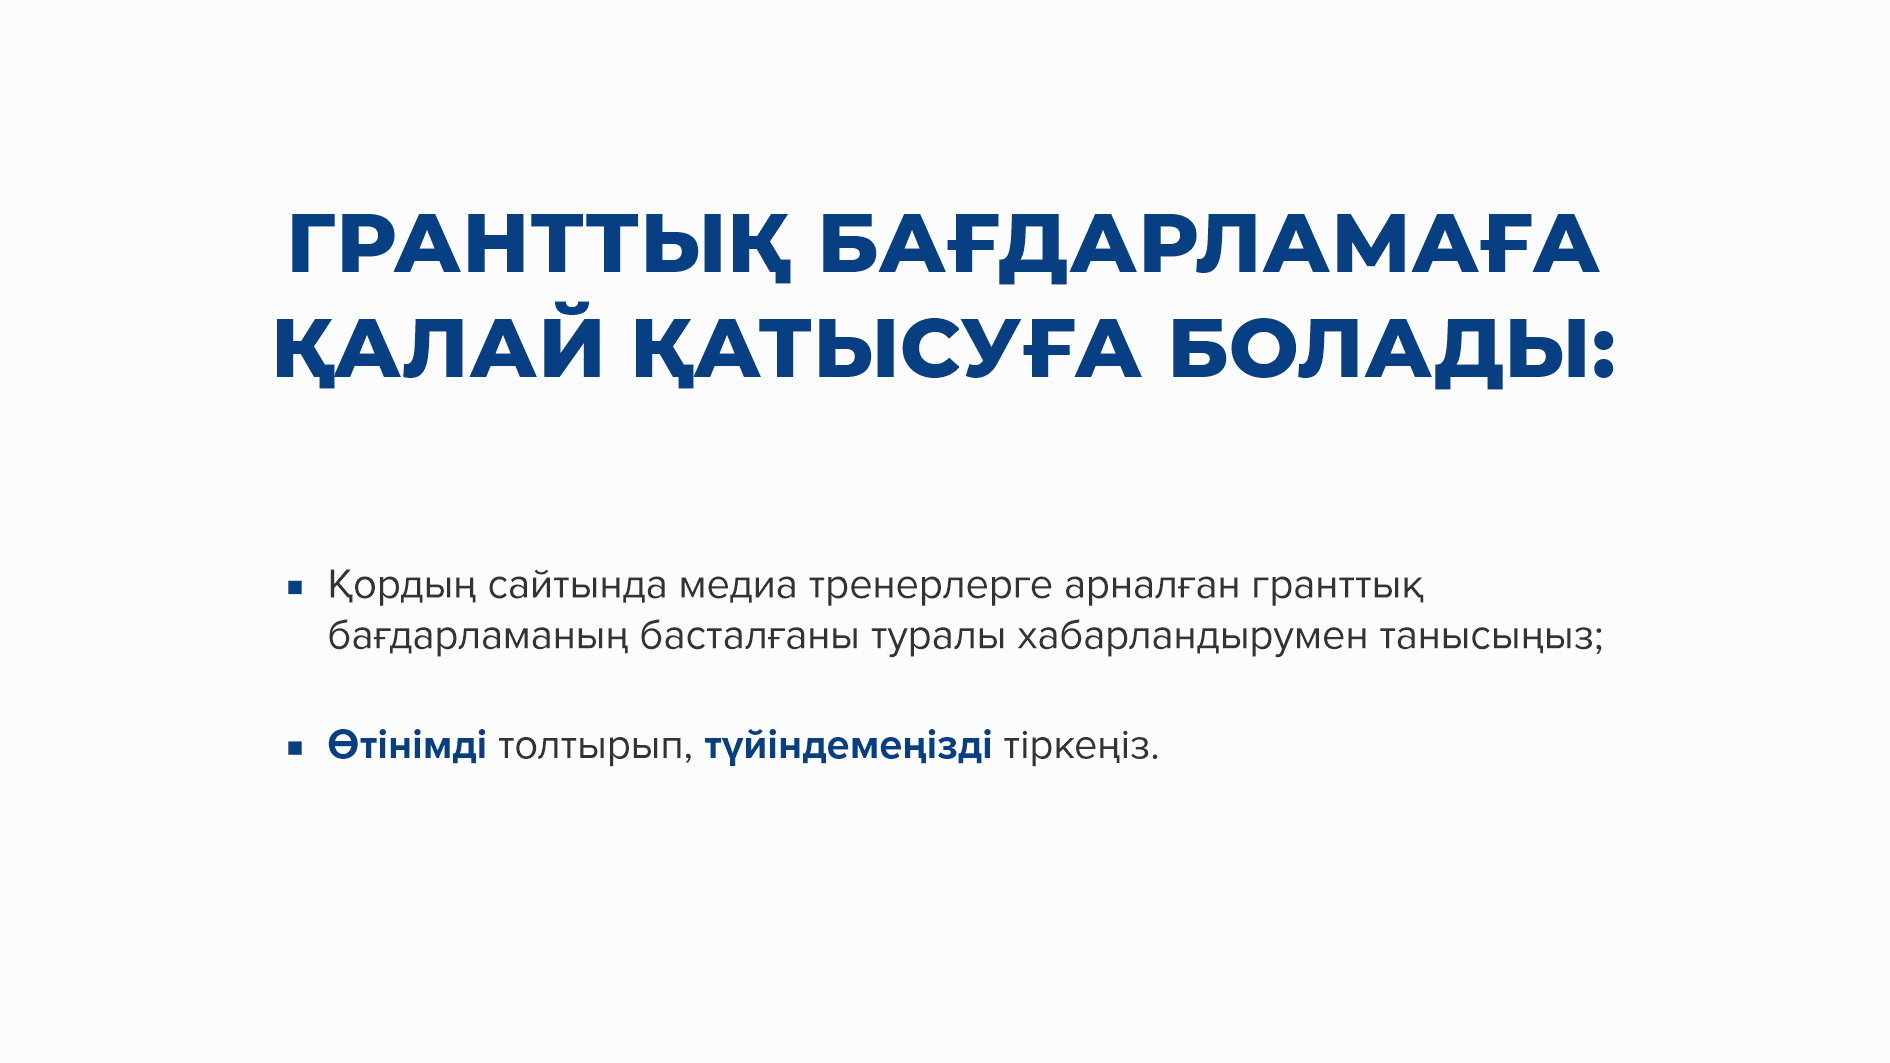 ГРАНТТЫҚ БАҒДАРЛАМАҒА
ҚАЛАЙ ҚАТЫСУҒА БОЛАДЫ:
▪ Қордың сайтында медиа тренерлерге арналған гранттық
бағдарламаның басталғаны туралы хабарландырумен танысыңыз;
▪ Өтінімді толтырып, түйіндемеңізді тіркеңіз.